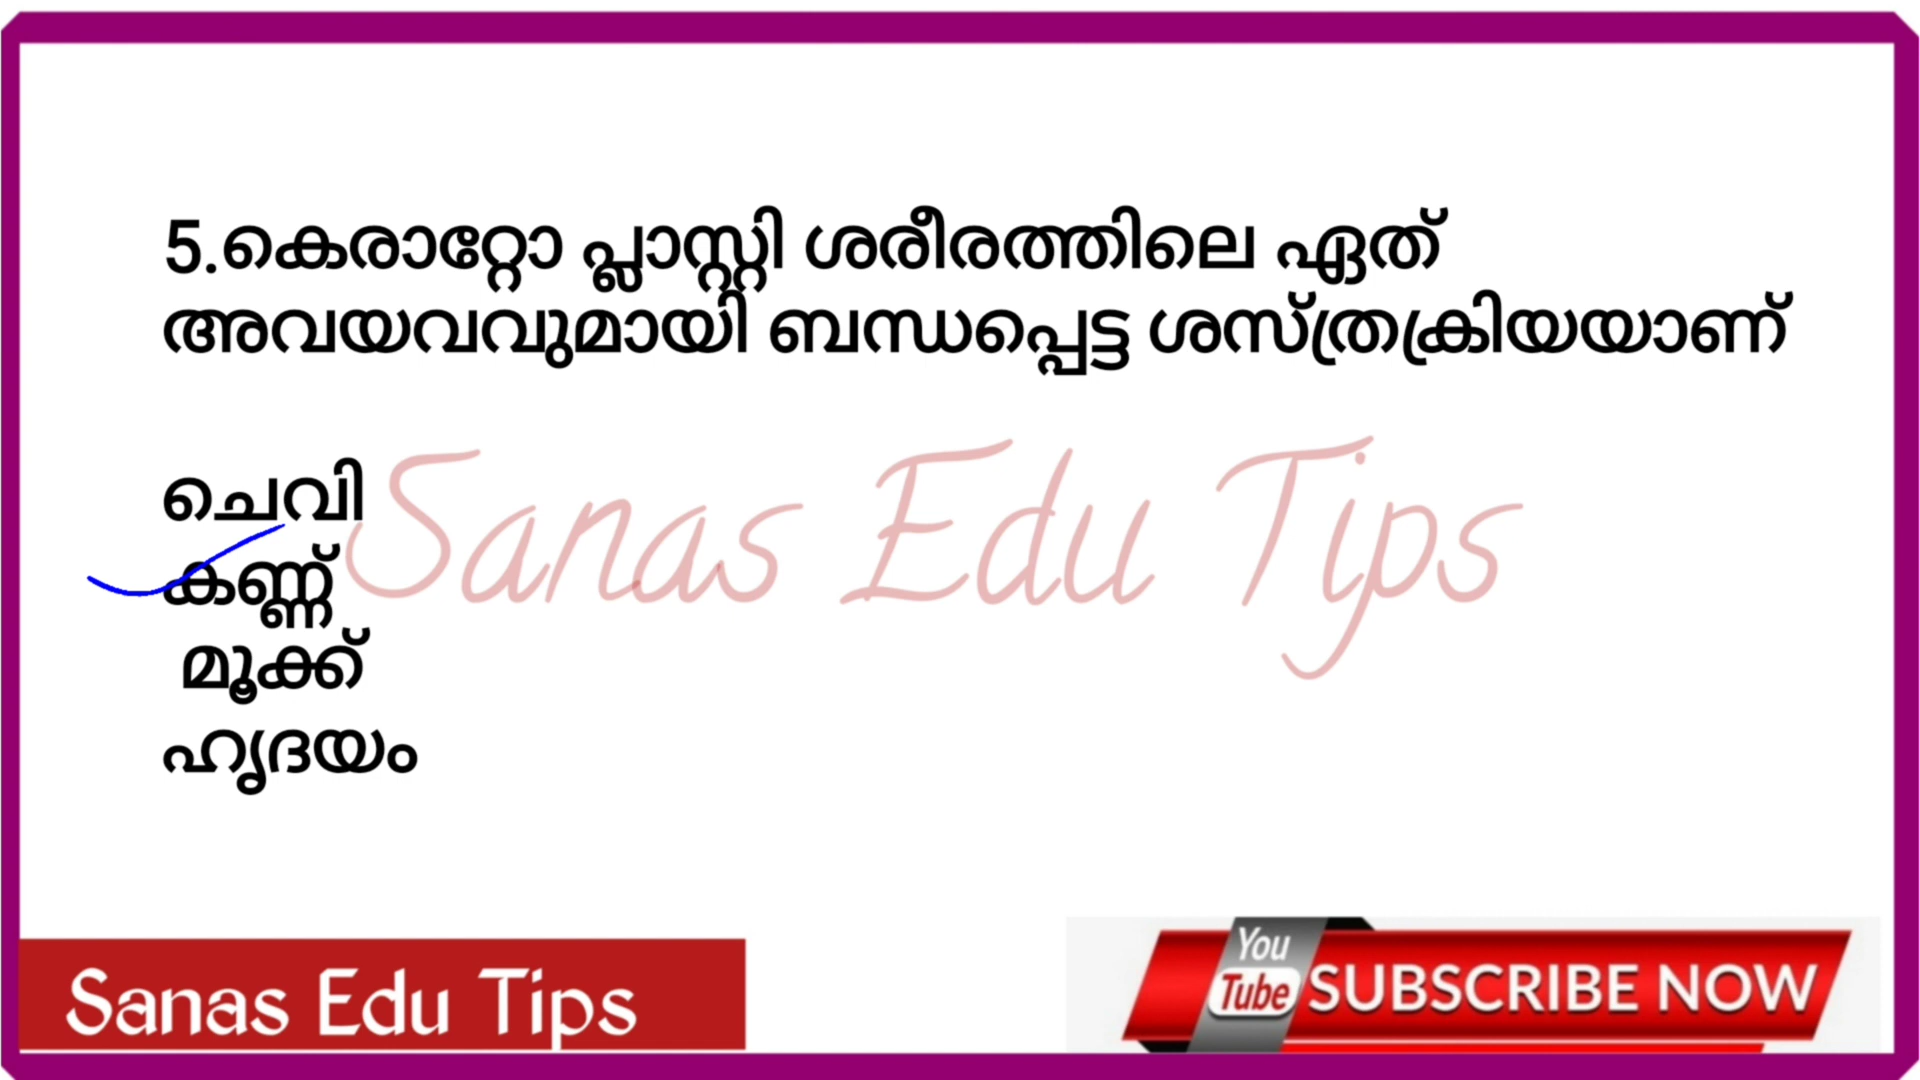 5.കെരാറ്റോ പ്ലാസ്റ്റി ശരീരത്തിലെ ഏത്
അവയവവുമായി ബന്ധപ്പെട്ട ശസ്ത്രക്രിയയാണ്
ചെവി
കണ്ണ്
മൂക്ക്
ഹൃദയം
Sanas Edu Tips
Sanas Edu Tips
You
Tube SUBSCRIBE NOW